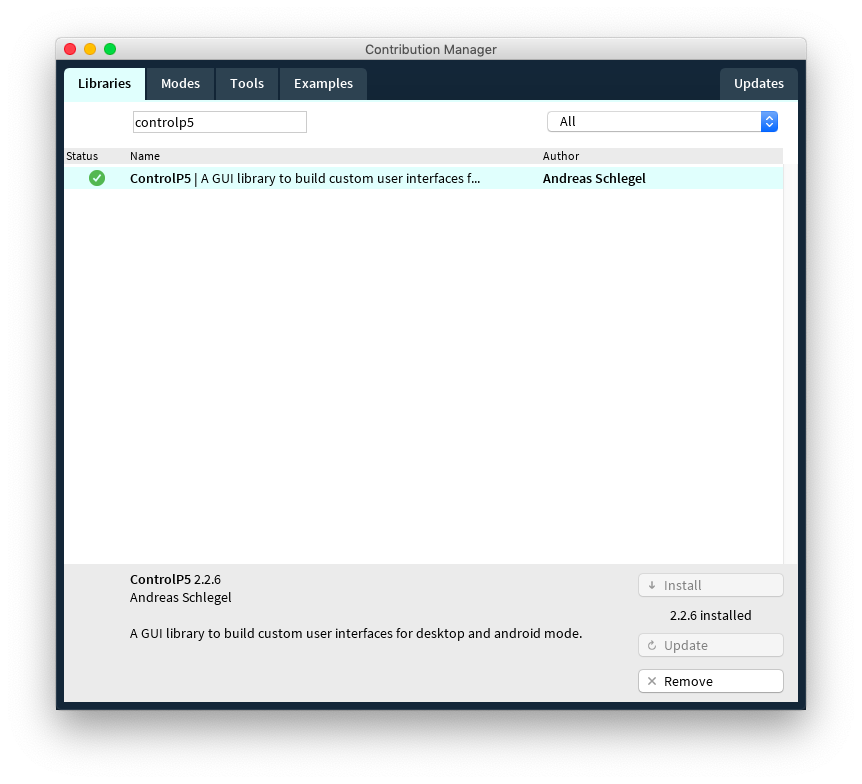 Contribution Manager
Libraries Modes Tools Examples Updates
controlp5 All
Status Name Author
ControlP5 | A GUI library to build custom user interfaces f... Andreas Schlegel
ControlP5 2.2.6
Install
Andreas Schlegel
2.2.6 installed
A GUI library to build custom user interfaces for desktop and android mode.
Update
Remove